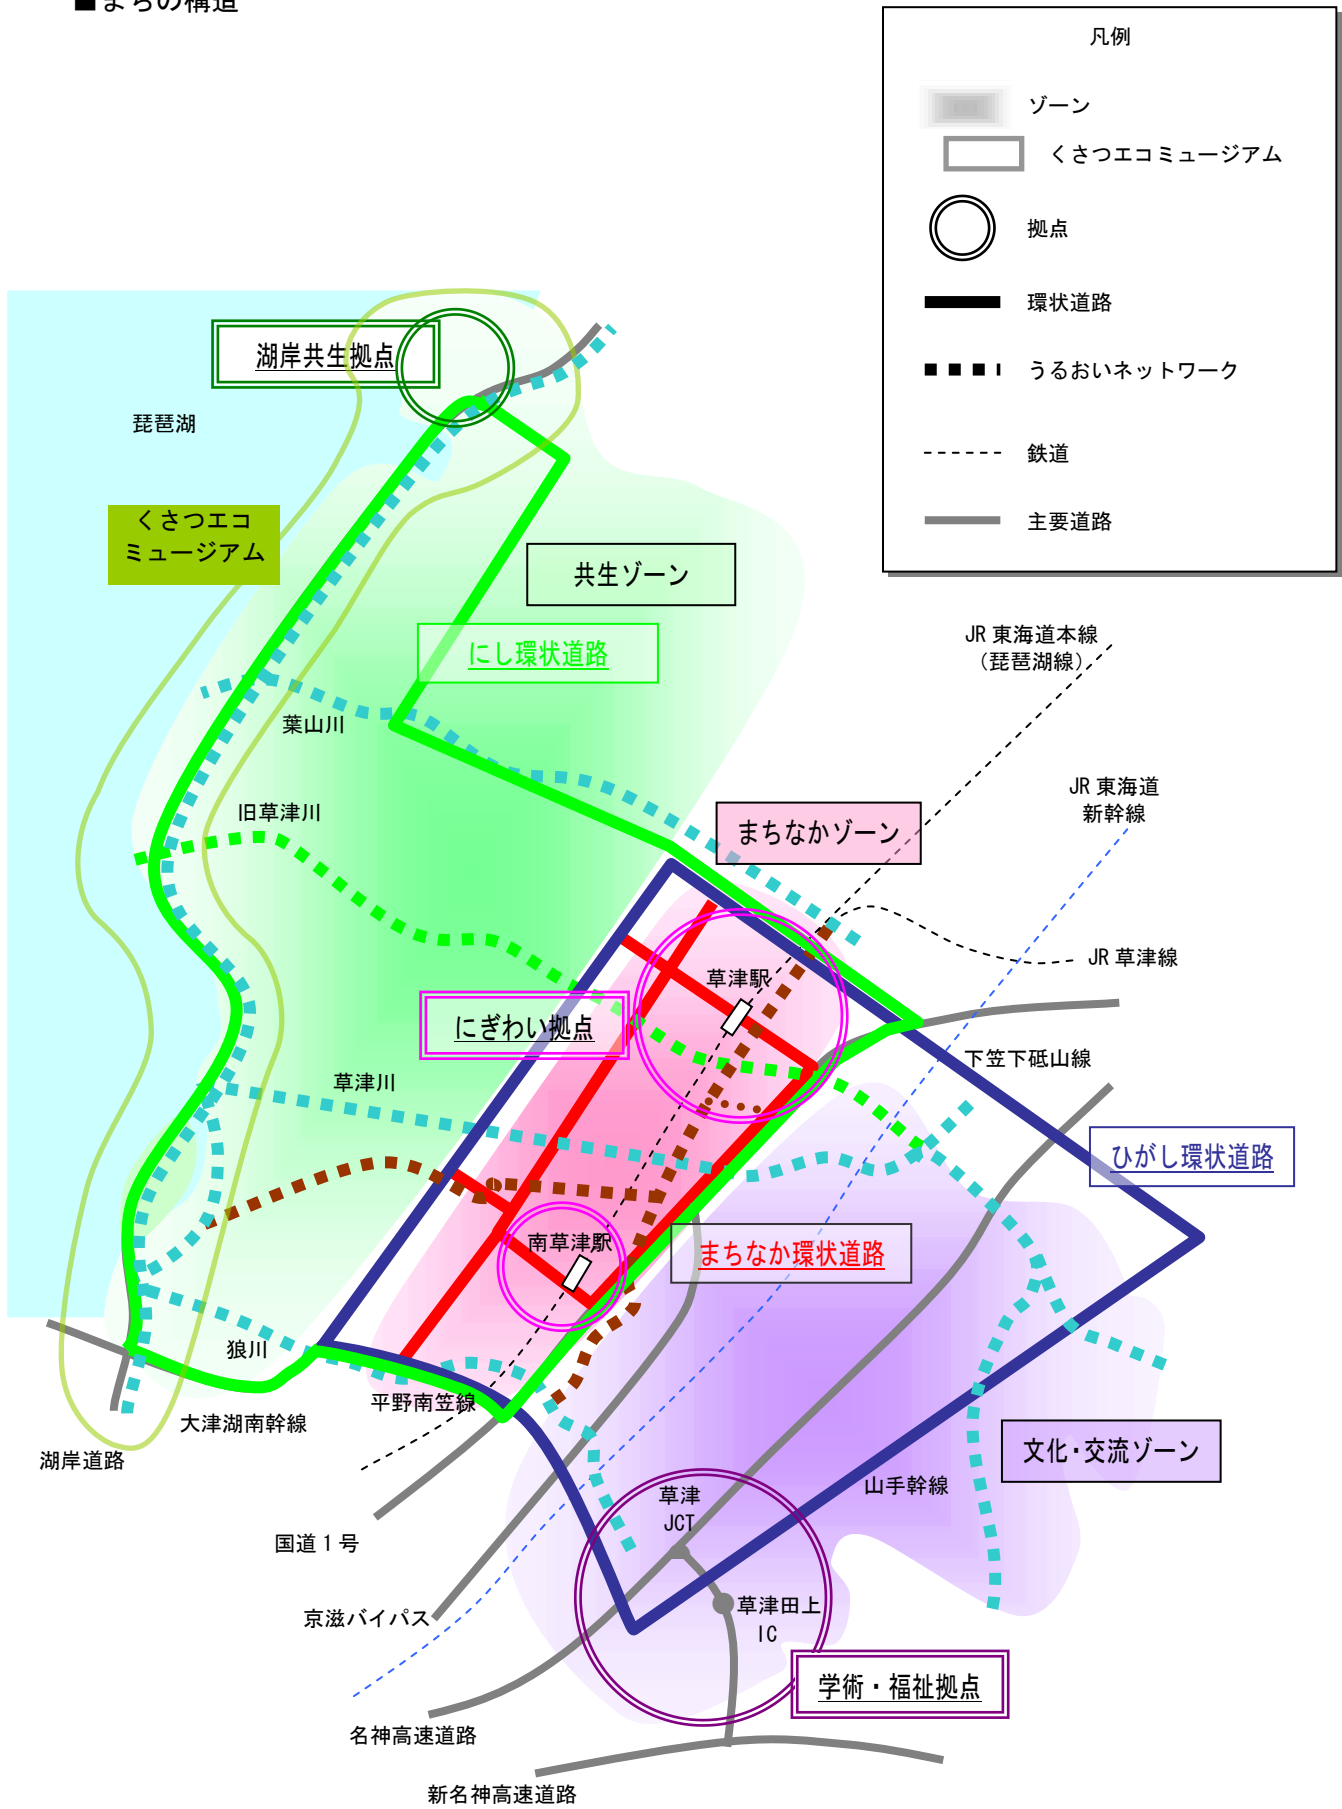 ■まちの構造
凡例
ゾーン
くさつエコミュージアム
拠点
環状道路
うるおいネットワーク
鉄道
主要道路
湖岸共生拠点
琵琶湖
くさつエコ
ミュージアム
共生ゾーン
にし環状道路
JR東海道本線
（琵琶湖線）
葉山川
JR東海道
新幹線
旧草津川
まちなかゾーン
JR草津線
草津駅
にぎわい拠点
下笠下砥山線
草津川
ひがし環状道路
南草津駅
まちなか環状道路
狼川
平野南笠線
大津湖南幹線
湖岸道路
文化・交流ゾーン
山手幹線
草津
JCT
国道1号
京滋バイパス
草津田上
IC
学術・福祉拠点
名神高速道路
新名神高速道路